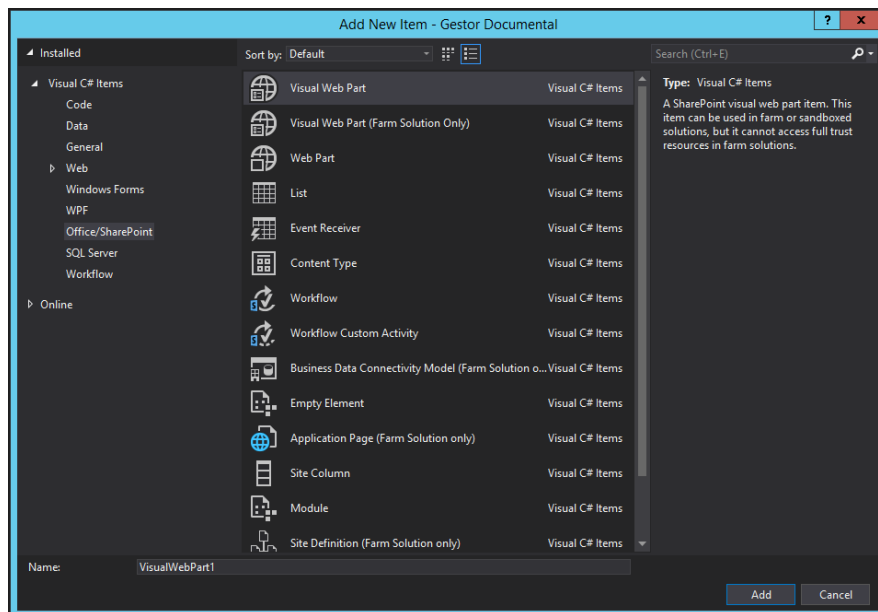 Add New Item - Gestor Documental
? x
Installed
Sort by: Default
Search (Ctrl+E)
Visual C# Items
Code
Data
General
Web
Windows Forms
WPF
Office/SharePoint
SQL Server
Workflow
Online
Visual Web Part Visual C# Items
Visual Web Part (Farm Solution Only) Visual C# Items
Web Part Visual C# Items
List Visual C# Items
Event Receiver Visual C# Items
Content Type Visual C# Items
Workflow Visual C# Items
Workflow Custom Activity Visual C# Items
Business Data Connectivity Model (Farm Solution o... Visual C# Items
Empty Element Visual C# Items
Application Page (Farm Solution only) Visual C# Items
Site Column Visual C# Items
Module Visual C# Items
Site Definition (Farm Solution only) Visual C# Items
Type: Visual C# Items
A SharePoint visual web part item. This
item can be used in farm or sandboxed
solutions, but it cannot access full trust
resources in farm solutions.
Name: VisualWebPart1
Add Cancel